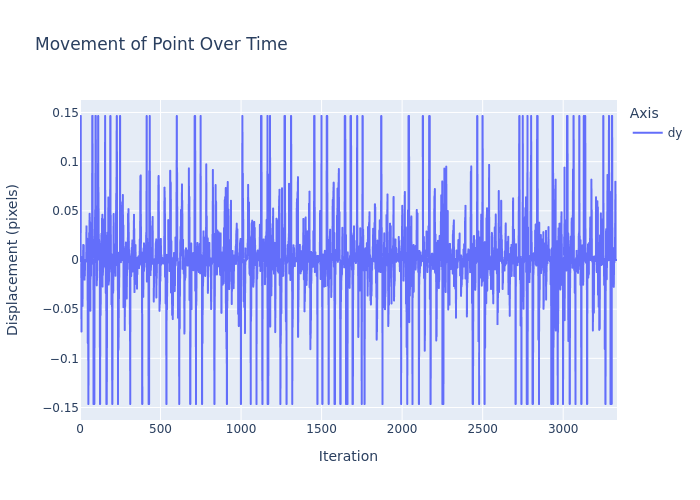 Movement of Point Over Time
Axis
dy
Displacement (pixels)
0.15
0.1
0.05
0
−0.05
−0.1
−0.15
0 500 1000 1500 2000 2500 3000
Iteration